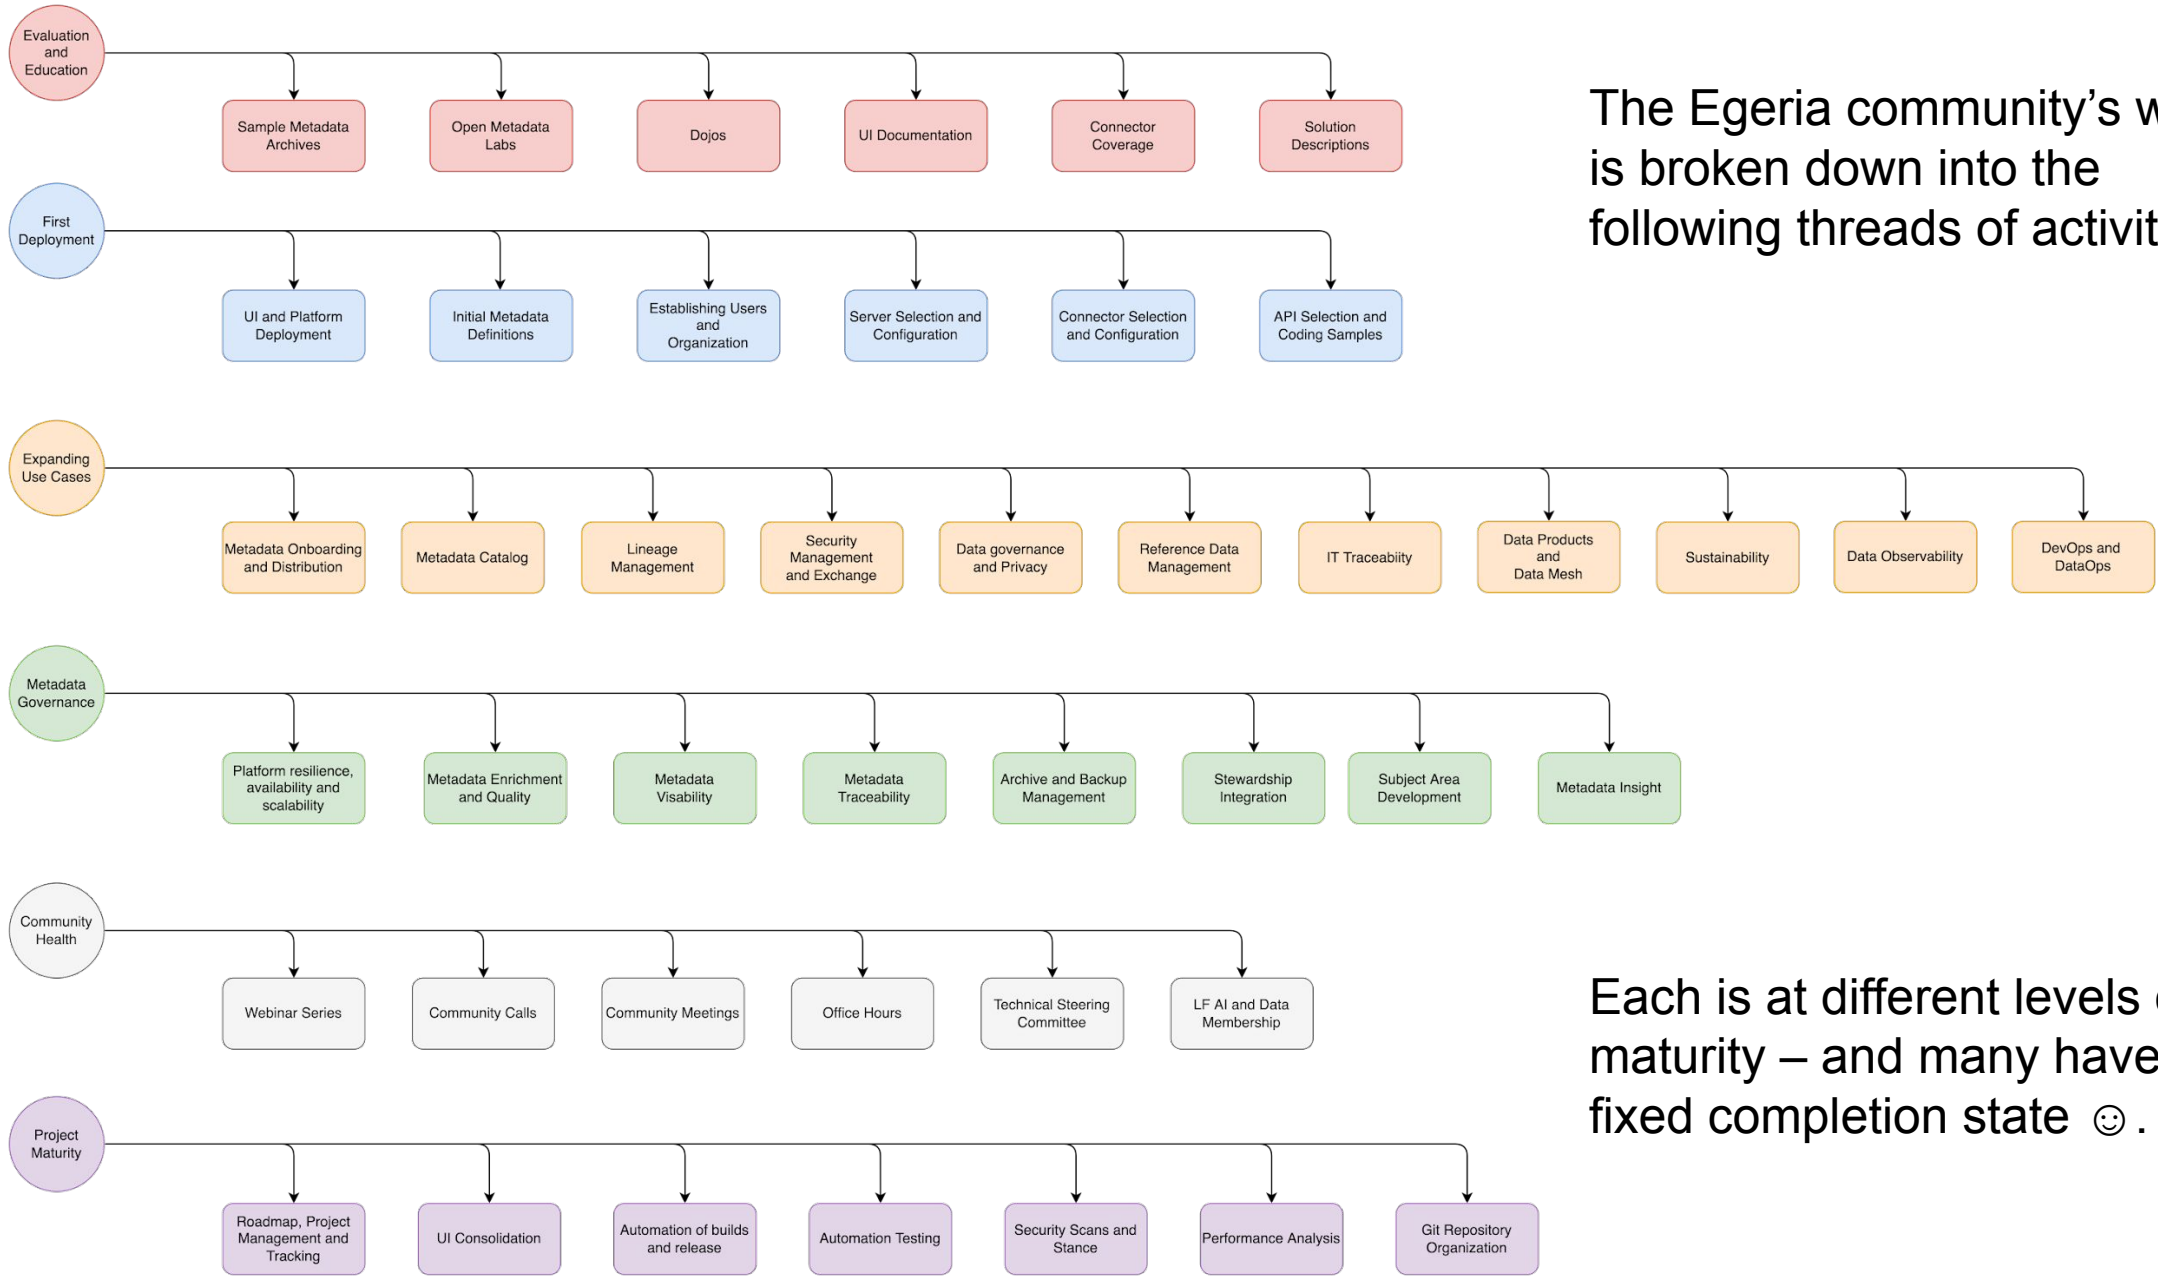 Evaluation
and
Education
Sample Metadata
Archives
Open Metadata
Labs
Dojos
UI Documentation
Connector
Coverage
Solution
Descriptions
The Egeria community’s w
is broken down into the
following threads of activit
First
Deployment
UI and Platform
Deployment
Initial Metadata
Definitions
Establishing Users
and
Organization
Server Selection and
Configuration
Connector Selection
and Configuration
API Selection and
Coding Samples
Expanding
Use Cases
Metadata Onboarding
and Distribution
Metadata Catalog
Lineage
Management
Security
Management
and Exchange
Data governance
and Privacy
Reference Data
Management
IT Traceabiity
Data Products
and
Data Mesh
Sustainability
Data Observability
DevOps and
DataOps
Metadata
Governance
Platform resilience,
availability and
scalability
Metadata Enrichment
and Quality
Metadata
Visability
Metadata
Traceability
Archive and Backup
Management
Stewardship
Integration
Subject Area
Development
Metadata Insight
Community
Health
Webinar Series
Community Calls
Community Meetings
Office Hours
Technical Steering
Committee
LF AI and Data
Membership
Each is at different levels
maturity – and many have
fixed completion state ☺.
Project
Maturity
Roadmap, Project
Management and
Tracking
UI Consolidation
Automation of builds
and release
Automation Testing
Security Scans and
Stance
Performance Analysis
Git Repository
Organization